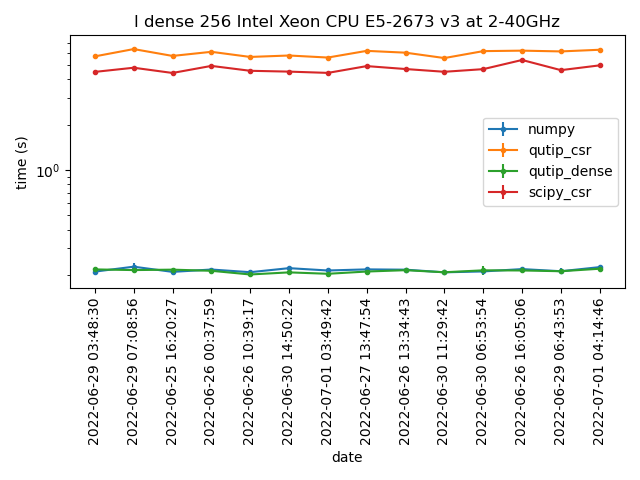 l dense 256 Intel Xeon CPU E5-2673 v3 at 2-40GHz
time (s)
10⁰
numpy
qutip_csr
qutip_dense
scipy_csr
2022-06-29 03:48:30
2022-06-29 07:08:56
2022-06-25 16:20:27
2022-06-26 00:37:59
2022-06-26 10:39:17
2022-06-30 14:50:22
2022-07-01 03:49:42
2022-06-27 13:47:54
2022-06-26 13:34:43
2022-06-30 11:29:42
2022-06-30 06:53:54
2022-06-26 16:05:06
2022-06-29 06:43:53
2022-07-01 04:14:46
date